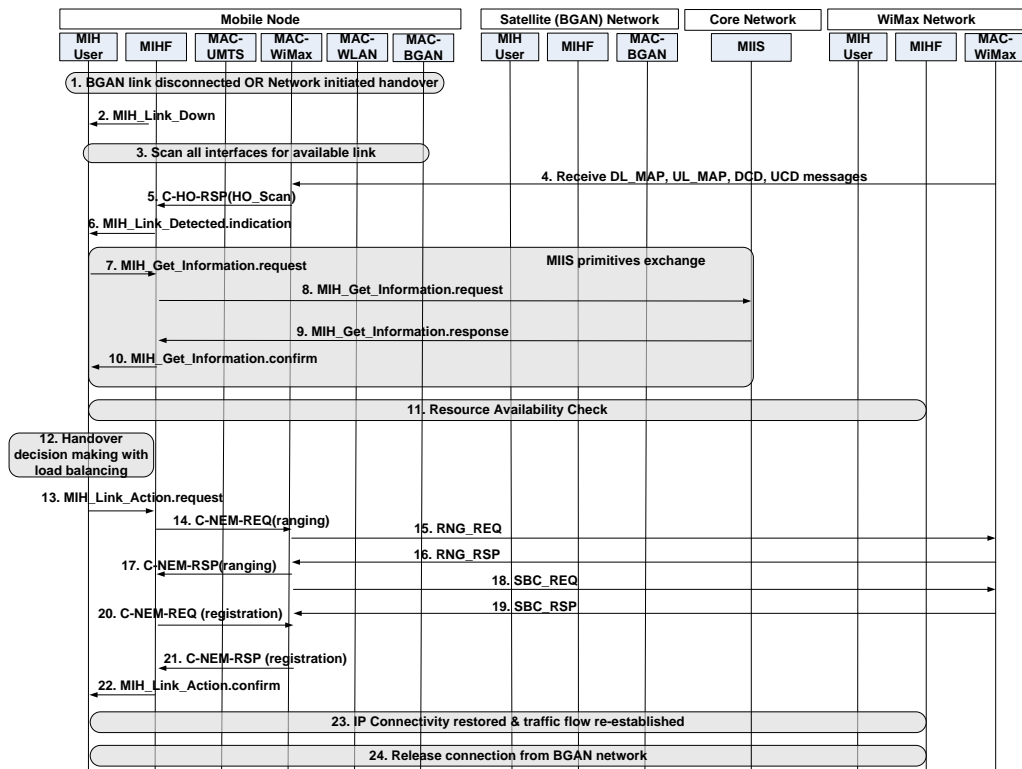 Mobile Node
Satellite (BGAN) Network
Core Network
WiMax Network
MIH User
MIHF
MAC-UMTS
MAC-WiMax
MAC-WLAN
MAC-BGAN
MIH User
MIHF
MAC-BGAN
MIIS
MIH User
MIHF
MAC-WiMax
1. BGAN link disconnected OR Network initiated handover
2. MIH_Link_Down
3. Scan all interfaces for available link
4. Receive DL_MAP, UL_MAP, DCD, UCD messages
5. C-HO-RSP(HO_Scan)
6. MIH_Link_Detected.indication
MIIS primitives exchange
7. MIH_Get_Information.request
8. MIH_Get_Information.request
9. MIH_Get_Information.response
10. MIH_Get_Information.confirm
11. Resource Availability Check
12. Handover
decision making with
load balancing
13. MIH_Link_Action.request
14. C-NEM-REQ(ranging)
15. RNG_REQ
16. RNG_RSP
17. C-NEM-RSP(ranging)
18. SBC_REQ
19. SBC_RSP
20. C-NEM-REQ (registration)
21. C-NEM-RSP (registration)
22. MIH_Link_Action.confirm
23. IP Connectivity restored & traffic flow re-established
24. Release connection from BGAN network